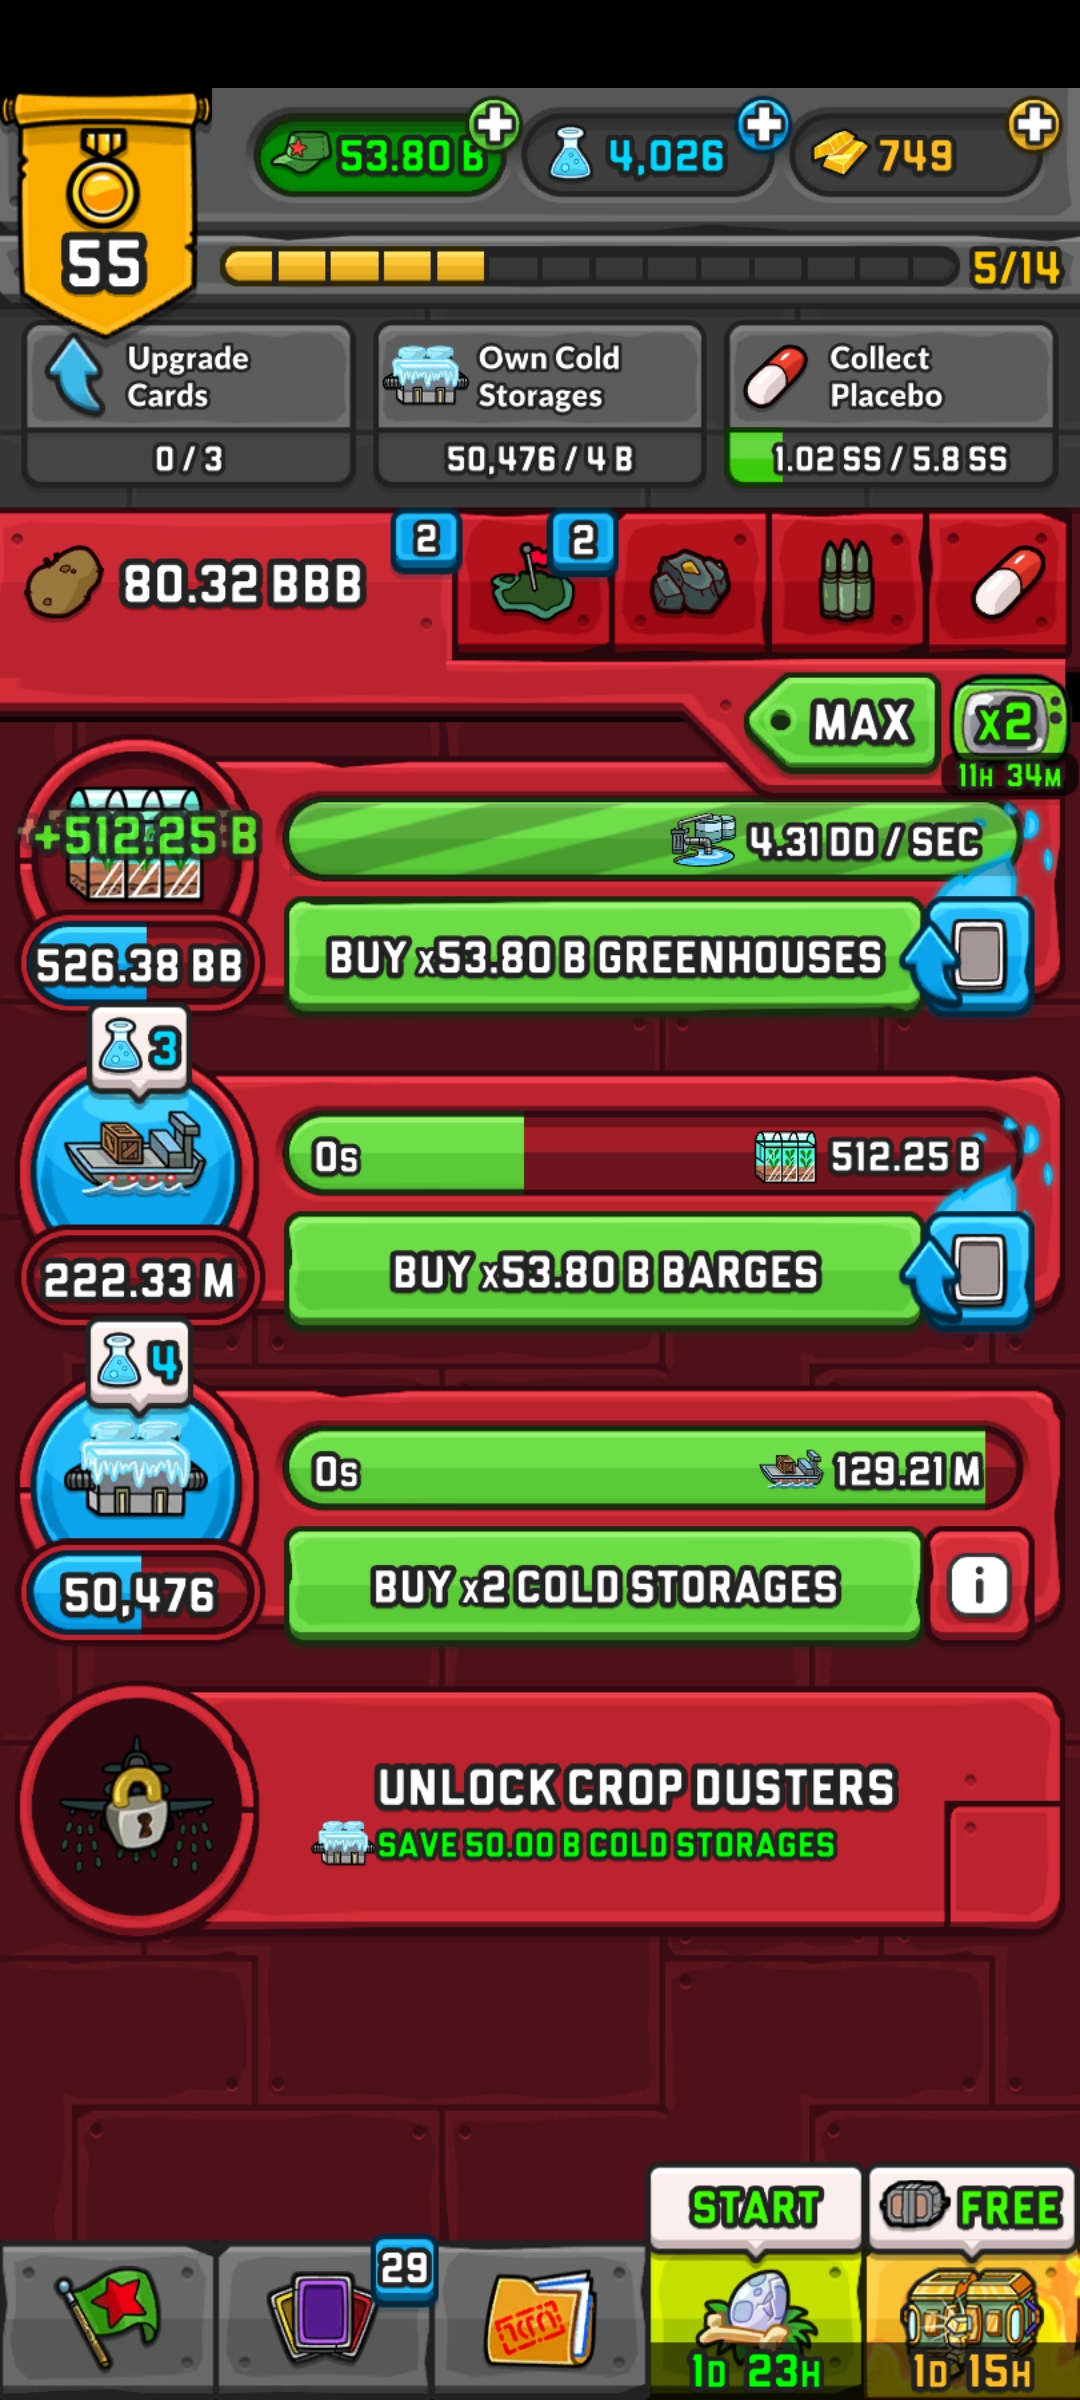 55
53.80 B
4,026
749
5/14
Upgrade
Cards
0 / 3
Own Cold
Storages
50,476 / 4 B
Collect
Placebo
1.02 SS / 5.8 SS
80.32 BBB
2
2
MAX
x2
11H 34M
+512.25 B
4.31 DD / SEC
526.38 BB
BUY x53.80 B GREENHOUSES
3
0s
512.25 B
222.33 M
BUY x53.80 B BARGES
4
0s
129.21 M
50,476
BUY x2 COLD STORAGES
i
UNLOCK CROP DUSTERS
SAVE 50.00 B COLD STORAGES
START
FREE
29
1D 23H
1D 15H